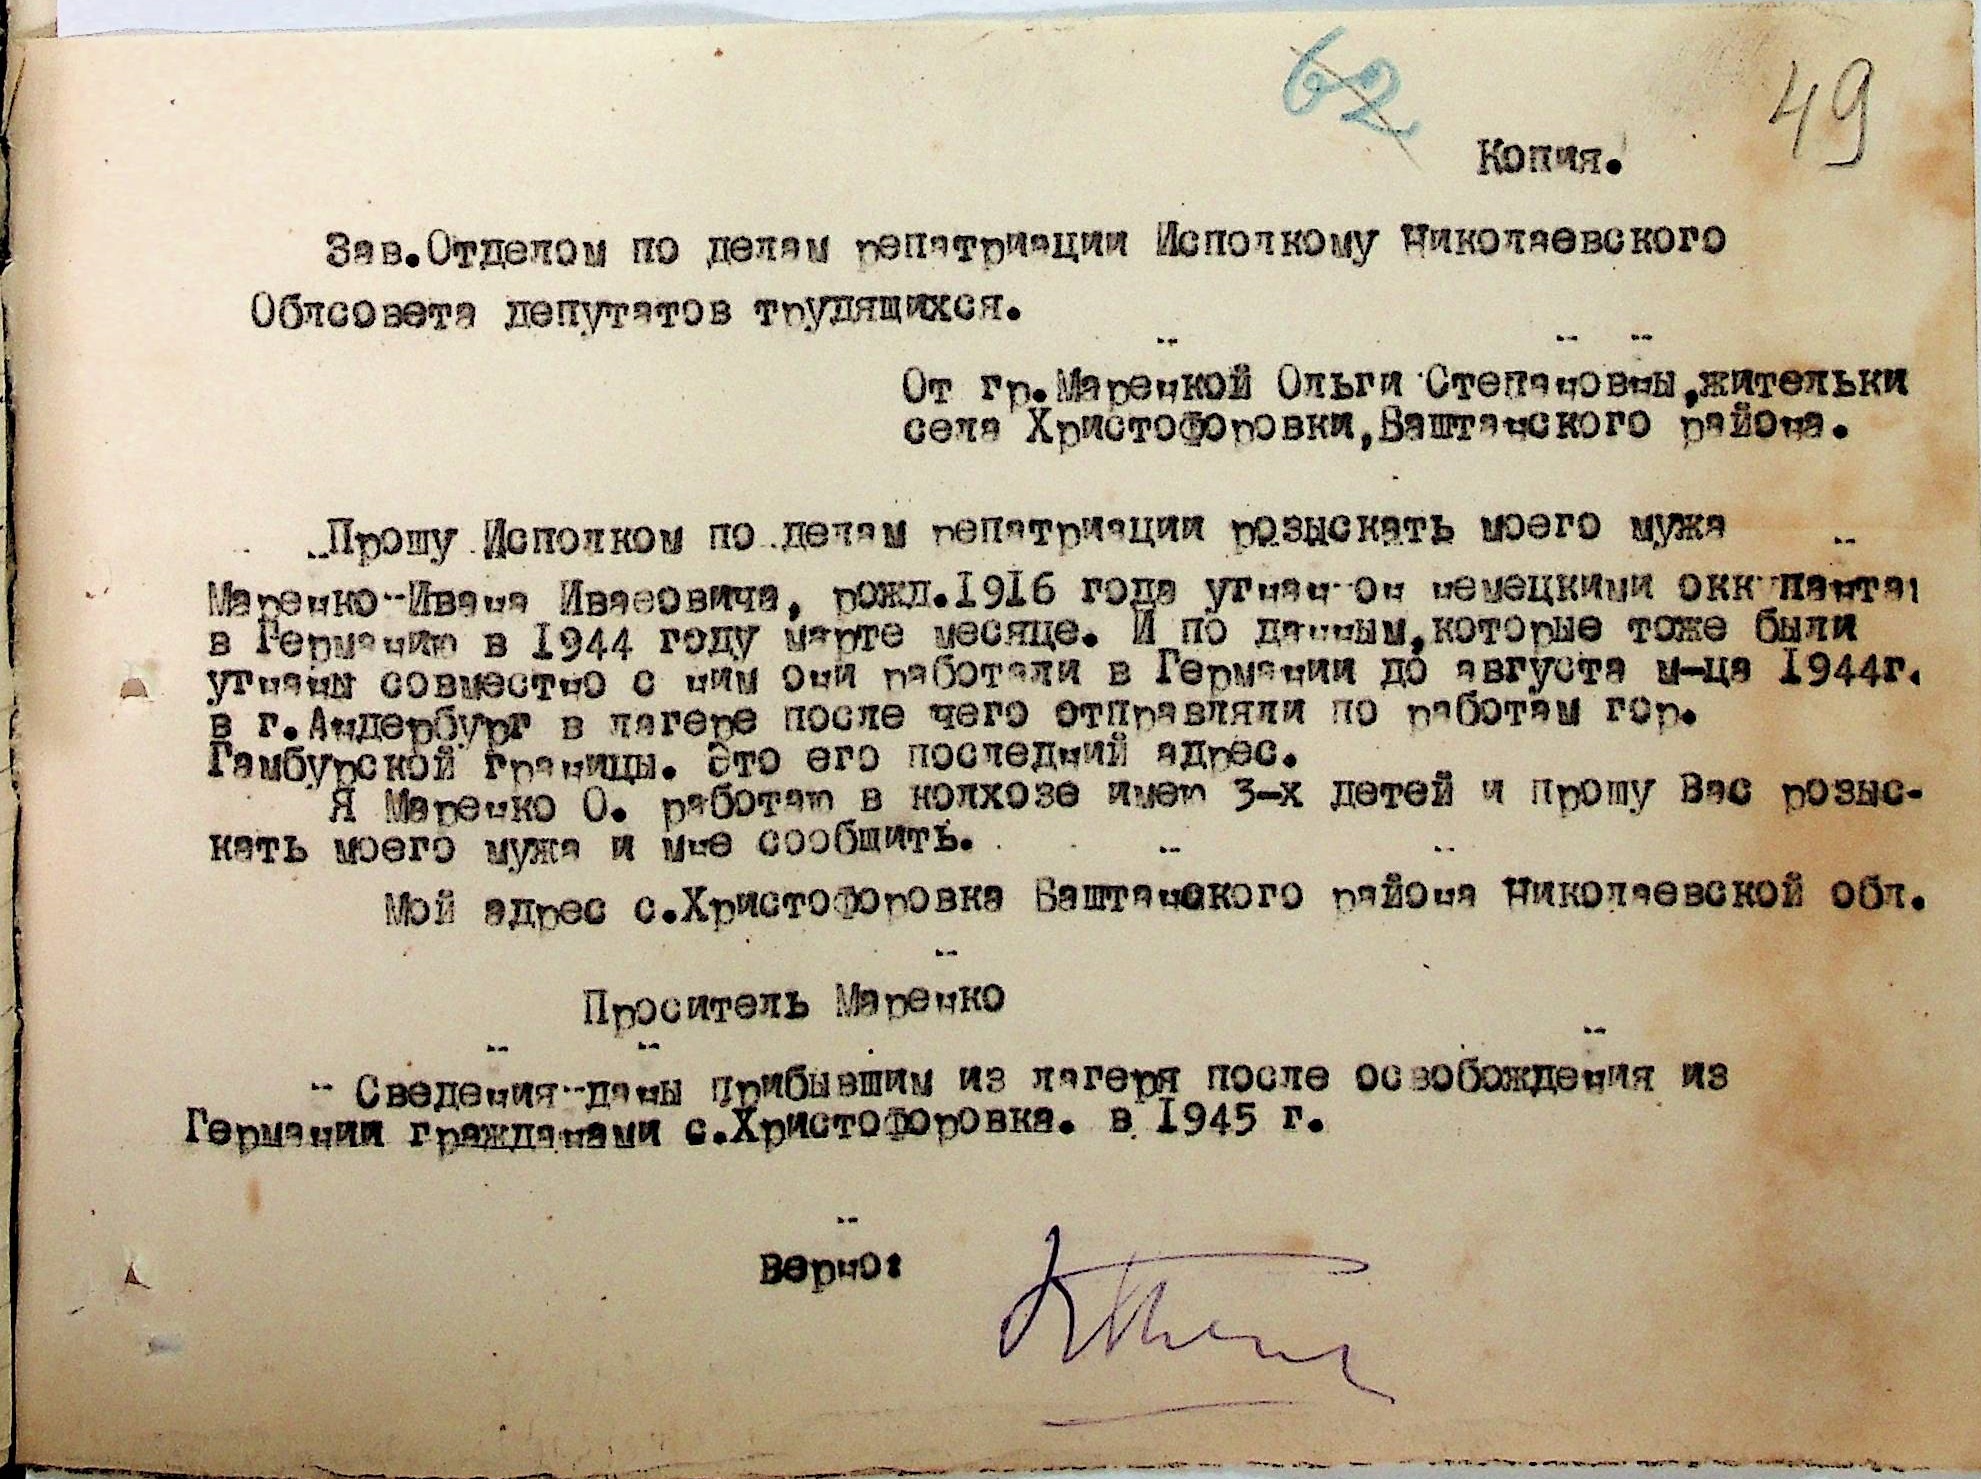 62
49
Копия.
Зав.Отделом по делам репатриации Исполкому Николаевского
Облсовета депутатов трудящихся.
От гр.Маренкой Ольги Степановны,жительки
села Христофоровки,Баштанского района.
Прошу Исполком по делам репатриации розыскать моего мужа
Маренко Ивана Иваеовича, рожд.1916 года угнан он немецкими оккупанта
в Германию в 1944 году марте месяце. И по данным,которые тоже были
угнаны совместно с ним они работали в Германии до августа м-ца 1944г.
в г.Андербург в лагере после чего отправляли по работам гор.
Гамбурской границы. Это его последний адрес.
Я Маренко О. работаю в колхозе имею 3-х детей и прошу Вас розыс-
кать моего мужа и мне сообщить.
Мой адрес с.Христофоровка Баштанского района Николаевской обл.
Проситель Маренко
Сведения даны прибывшим из лагеря после освобождения из
Германии гражданами с.Христофоровка. в 1945 г.
Верно: